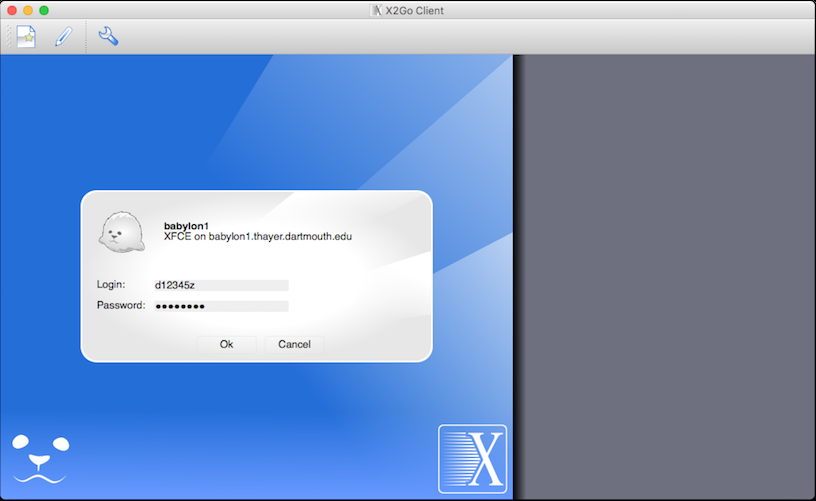 X2Go Client
babylon1
XFCE on babylon1.thayer.dartmouth.edu
Login: d12345z
Password: ●●●●●●●●
Ok Cancel
X